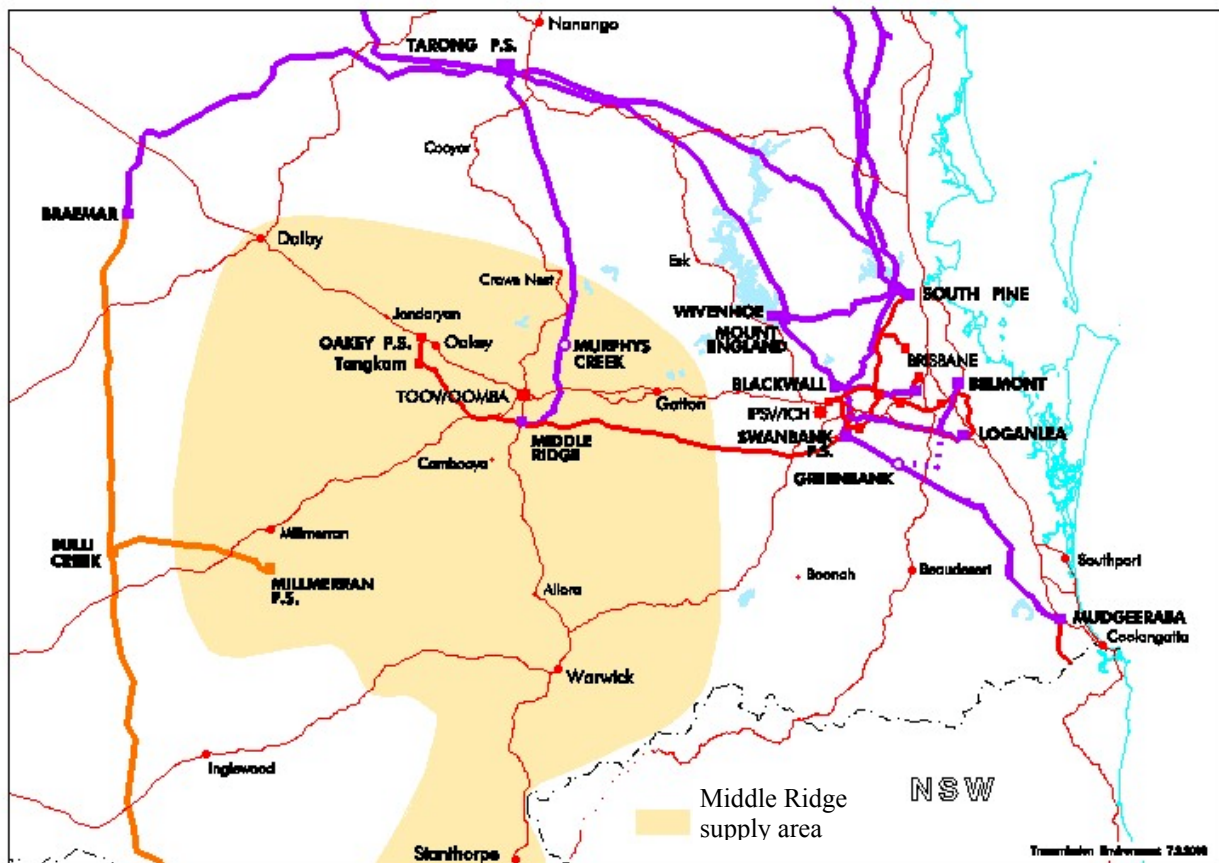 Nanango
TARONG P.S.
Cooyar
BRAEMAR
Dalby
Esk
Crows Nest
SOUTH PINE
Jondaryan
WIVENHOE
MOUNT
ENGLAND
OAKEY P.S.
Oakey
MURPHYS
CREEK
BRISBANE
Tangkam
BLACKWALL
BELMONT
TOOWOOMBA
Gatton
IPSWICH
MIDDLE
RIDGE
SWANBANK
P.S.
LOGANLEA
Cambooya
GREENBANK
Millmerran
BULLI
CREEK
MILLMERRAN
P.S.
Allora
Boonah
Beaudesert
Southport
MUDGEERABA
Coolangatta
Warwick
Inglewood
NSW
Middle Ridge
supply area
Stanthorpe